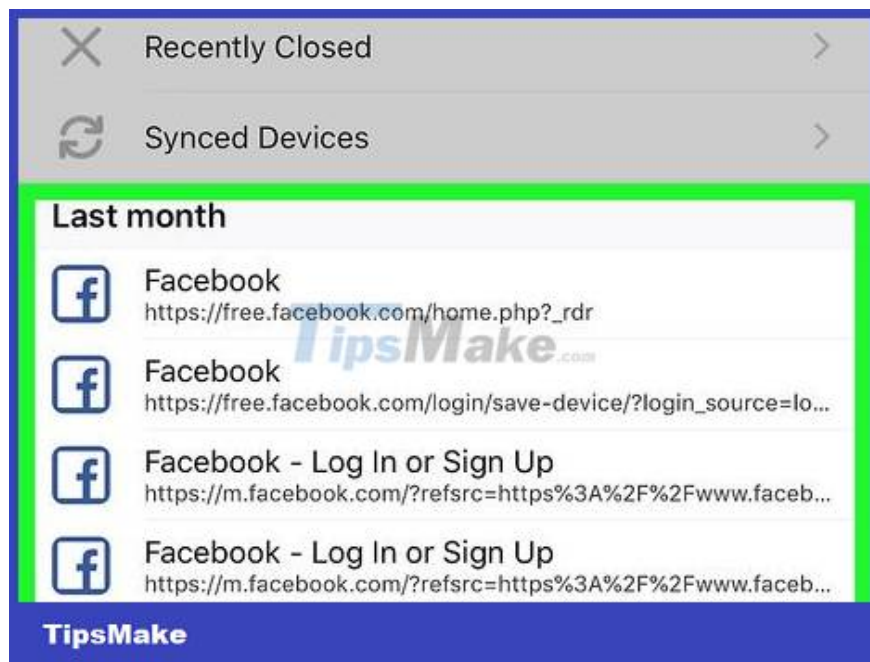 Recently Closed
Synced Devices
Last month
Facebook
https://free.facebook.com/home.php?_rdr
TipsMake.com
Facebook
https://free.facebook.com/login/save-device/?login_source=lo...
Facebook - Log In or Sign Up
https://m.facebook.com/?refsrc=https%3A%2F%2Fwww.faceb...
Facebook - Log In or Sign Up
https://m.facebook.com/?refsrc=https%3A%2F%2Fwww.faceb...
TipsMake